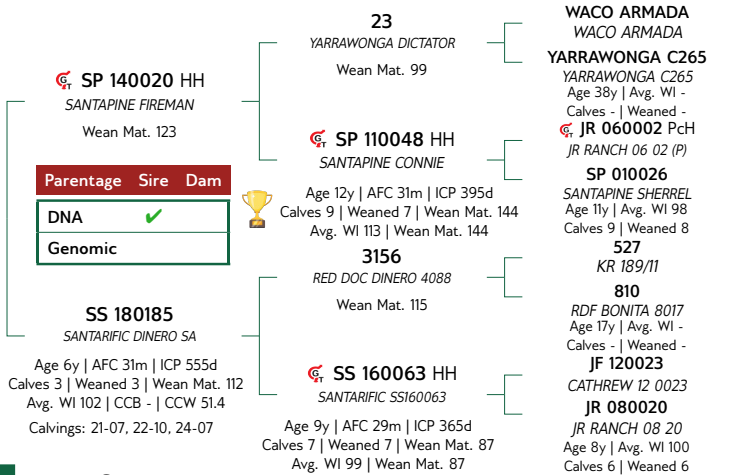 SP 140020 HH
SANTAPINE FIREMAN
Wean Mat. 123
Parentage Sire Dam
DNA ✔
Genomic
SS 180185
SANTARIFIC DINERO SA
Age 6y | AFC 31m | ICP 555d
Calves 3 | Weaned 3 | Wean Mat. 112
Avg. WI 102 | CCB - | CCW 51.4
Calvings: 21-07, 22-10, 24-07
23
YARRAWONGA DICTATOR
Wean Mat. 99
SP 110048 HH
SANTAPINE CONNIE
Age 12y | AFC 31m | ICP 395d
Calves 9 | Weaned 7 | Wean Mat. 144
Avg. WI 113 | Wean Mat. 144
3156
RED DOC DINERO 4088
Wean Mat. 115
SS 160063 HH
SANTARIFIC SS160063
Age 9y | AFC 29m | ICP 365d
Calves 7 | Weaned 7 | Wean Mat. 87
Avg. WI 99 | Wean Mat. 87
WACO ARMADA
WACO ARMADA
YARRAWONGA C265
YARRAWONGA C265
Age 38y | Avg. WI -
Calves - | Weaned -
JR 060002 PcH
JR RANCH 06 02 (P)
SP 010026
SANTAPINE SHERREL
Age 11y | Avg. WI 98
Calves 9 | Weaned 8
527
KR 189/11
810
RDF BONITA 8017
Age 17y | Avg. WI -
Calves - | Weaned -
JF 120023
CATHREW 12 0023
JR 080020
JR RANCH 08 20
Age 8y | Avg. WI 100
Calves 6 | Weaned 6